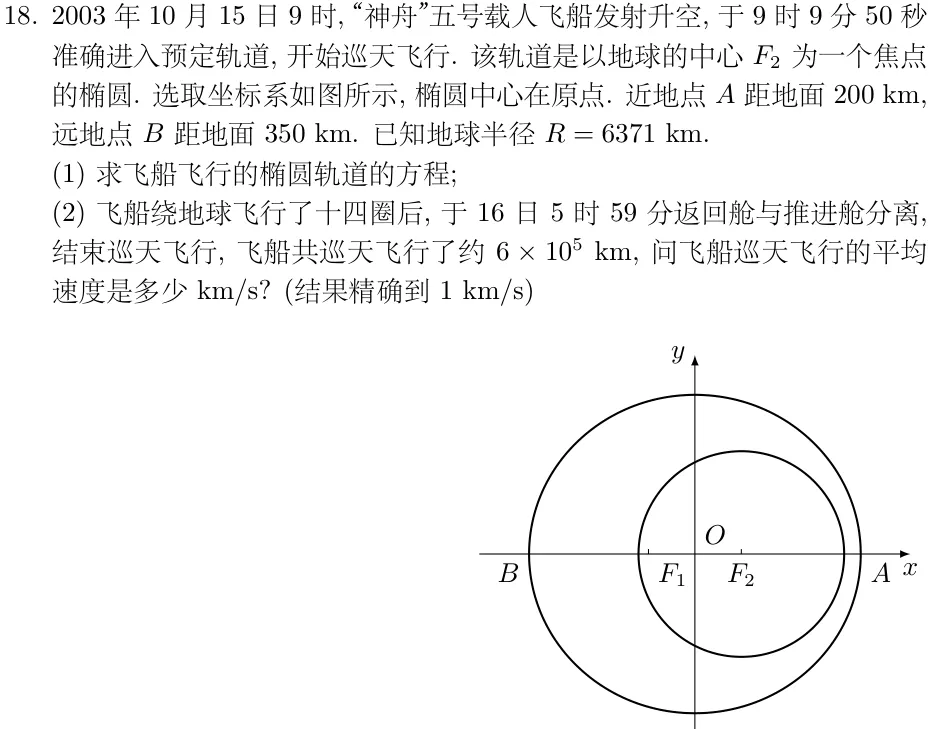 18. 2003 年 10 月 15 日 9 时, “神舟”五号载人飞船发射升空, 于 9 时 9 分 50 秒
准确进入预定轨道, 开始巡天飞行. 该轨道是以地球的中心 F₂ 为一个焦点
的椭圆. 选取坐标系如图所示, 椭圆中心在原点. 近地点 A 距地面 200 km,
远地点 B 距地面 350 km. 已知地球半径 R = 6371 km.
(1) 求飞船飞行的椭圆轨道的方程;
(2) 飞船绕地球飞行了十四圈后, 于 16 日 5 时 59 分返回舱与推进舱分离,
结束巡天飞行, 飞船共巡天飞行了约 6 × 10⁵ km, 问飞船巡天飞行的平均
速度是多少 km/s? (结果精确到 1 km/s)
y
O
B F₁ F₂ A x